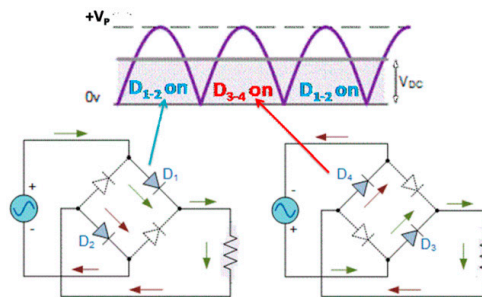 +Vp
0v
D1-2 on
D3-4 on
D1-2 on
VDC
+
-
D1
D2
-
+
D4
D3